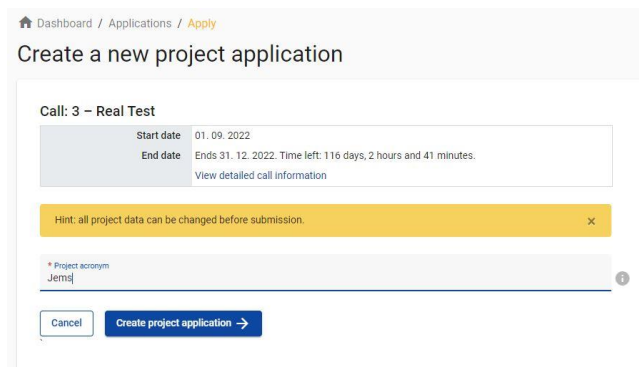 Dashboard / Applications / Apply
Create a new project application
Call: 3 – Real Test
Start date 01. 09. 2022
End date Ends 31. 12. 2022. Time left: 116 days, 2 hours and 41 minutes.
View detailed call information
Hint: all project data can be changed before submission. ×
* Project acronym
Jems
Cancel Create project application →